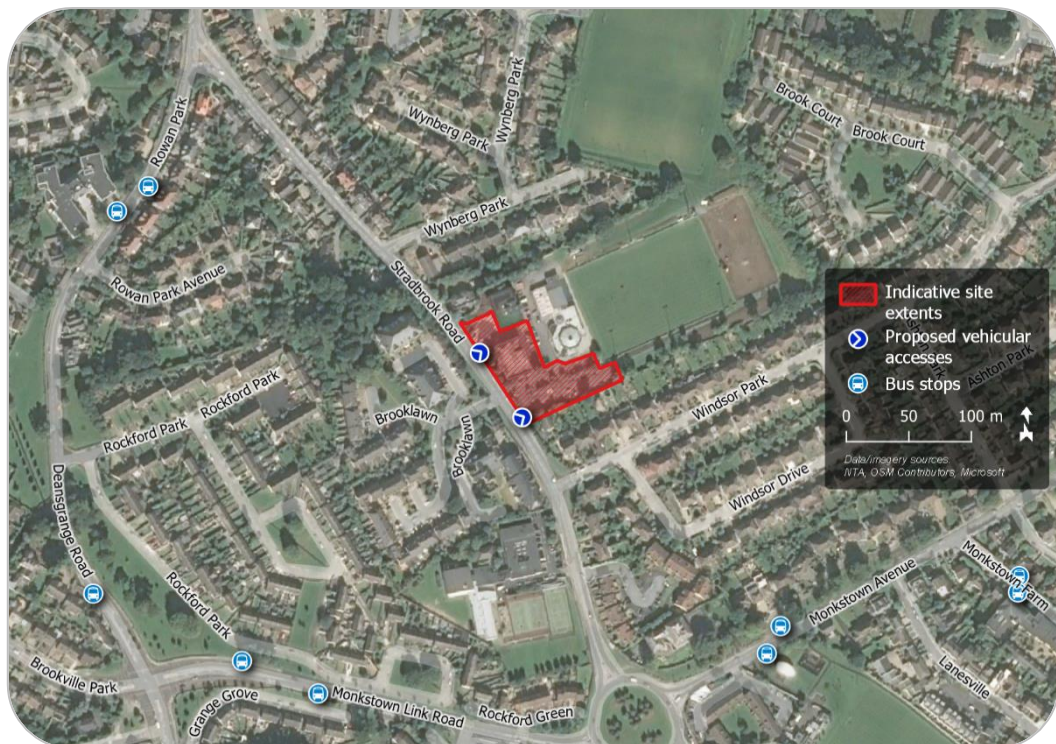 Wynberg Park
Brook Court
Wynberg Park
Brook Court
Rowan Park
Wynberg Park
Stradbrook Road
Rowan Park Avenue
Indicative site
extents
Proposed vehicular
accesses
Bus stops
0 50 100 m
Data/imagery sources:
NTA, OSM Contributors, Microsoft
Ashton Park
Rockford Park
Windsor Park
Brooklawn
Rockford Park
Brooklawn
Windsor Drive
Deansgrange Road
Monkstown Farm
Monkstown Avenue
Rockford Park
Lanesville
Brookville Park
Grange Grove
Monkstown Link Road
Rockford Green